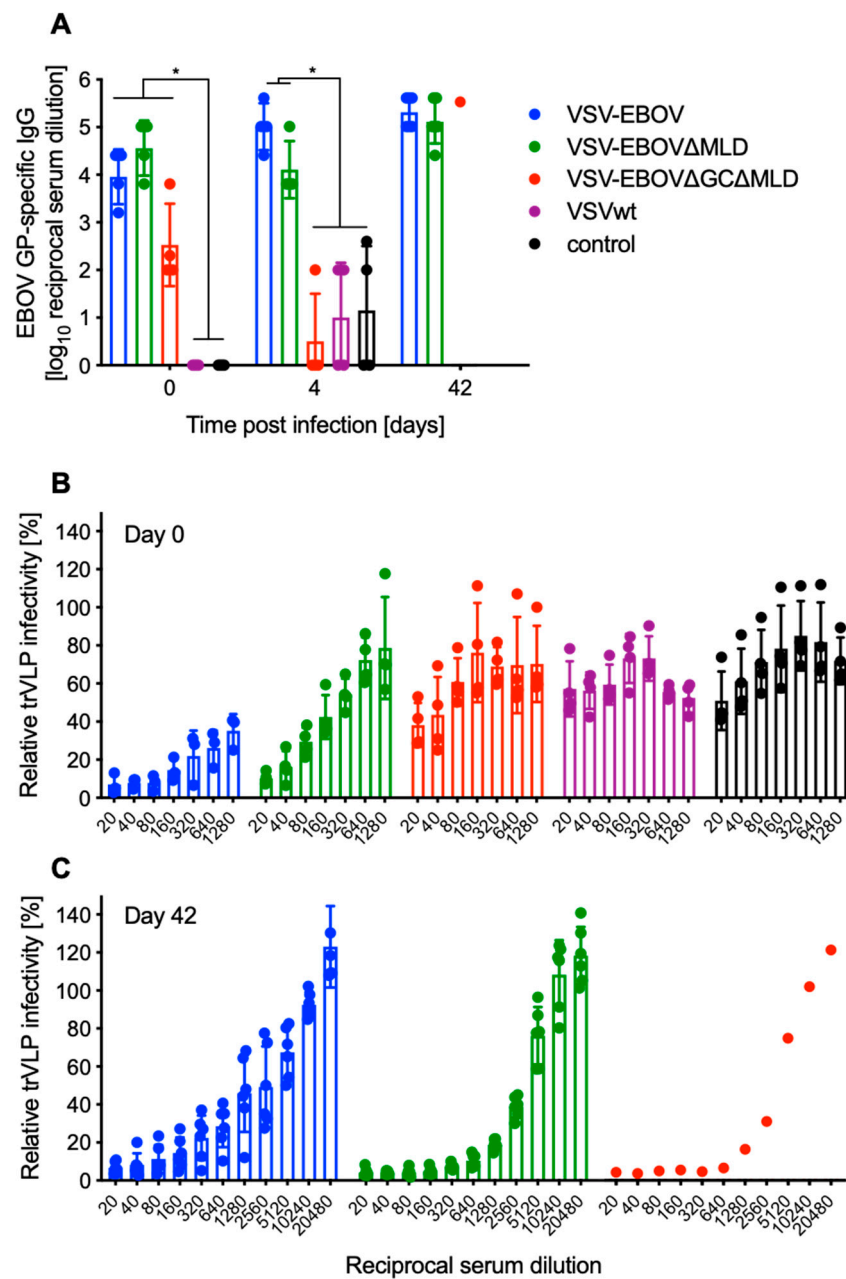 A
*
*
EBOV GP-specific IgG
[log10 reciprocal serum dilution]
6
5
4
3
2
1
0
0 4 42
Time post infection [days]
VSV-EBOV
VSV-EBOVΔMLD
VSV-EBOVΔGCΔMLD
VSVwt
control
B
Day 0
Relative trVLP infectivity [%]
140
120
100
80
60
40
20
0
20 40 80 160 320 640 1280 20 40 80 160 320 640 1280 20 40 80 160 320 640 1280 20 40 80 160 320 640 1280 20 40 80 160 320 640 1280
C
Day 42
Relative trVLP infectivity [%]
140
120
100
80
60
40
20
0
20 40 80 160 320 640 1280 2560 5120 10240 20480 20 40 80 160 320 640 1280 2560 5120 10240 20480 20 40 80 160 320 640 1280 2560 5120 10240 20480
Reciprocal serum dilution